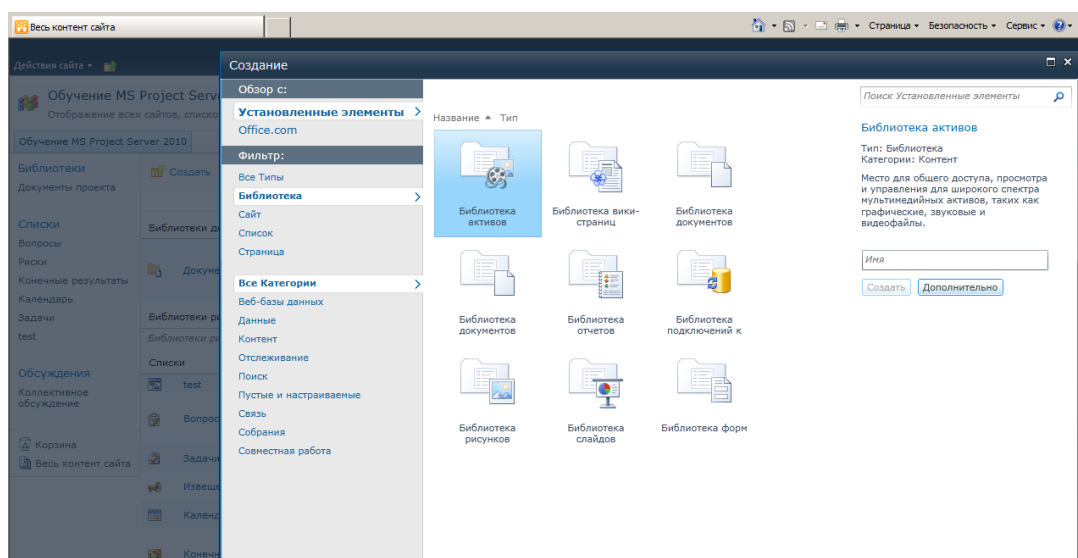 Весь контент сайта
Страница
Безопасность
Сервис
Действия сайта
Обучение MS Project Serv
Отображение всех сайтов, списко
Обучение MS Project Server 2010
Библиотеки
Документы проекта
Списки
Вопросы
Риски
Конечные результаты
Календарь
Задачи
test
Обсуждения
Коллективное
обсуждение
Корзина
Весь контент сайта
Создать
Библиотеки д
Докуме
Библиотеки ри
Библиотеки ри
Списки
test
Вопрос
Задачи
Извеще
Календ
Конечн
Создание
Обзор с:
Установленные элементы
Office.com
Фильтр:
Все Типы
Библиотека
Сайт
Список
Страница
Все Категории
Веб-базы данных
Данные
Контент
Отслеживание
Поиск
Пустые и настраиваемые
Связь
Собрания
Совместная работа
Название Тип
Библиотека
активов
Библиотека вики-
страниц
Библиотека
документов
Библиотека
документов
Библиотека
отчетов
Библиотека
подключений к
Библиотека
рисунков
Библиотека
слайдов
Библиотека форм
Поиск Установленные элементы
Библиотека активов
Тип: Библиотека
Категории: Контент
Место для общего доступа, просмотра
и управления для широкого спектра
мультимедийных активов, таких как
графические, звуковые и
видеофайлы.
Имя
Создать
Дополнительно